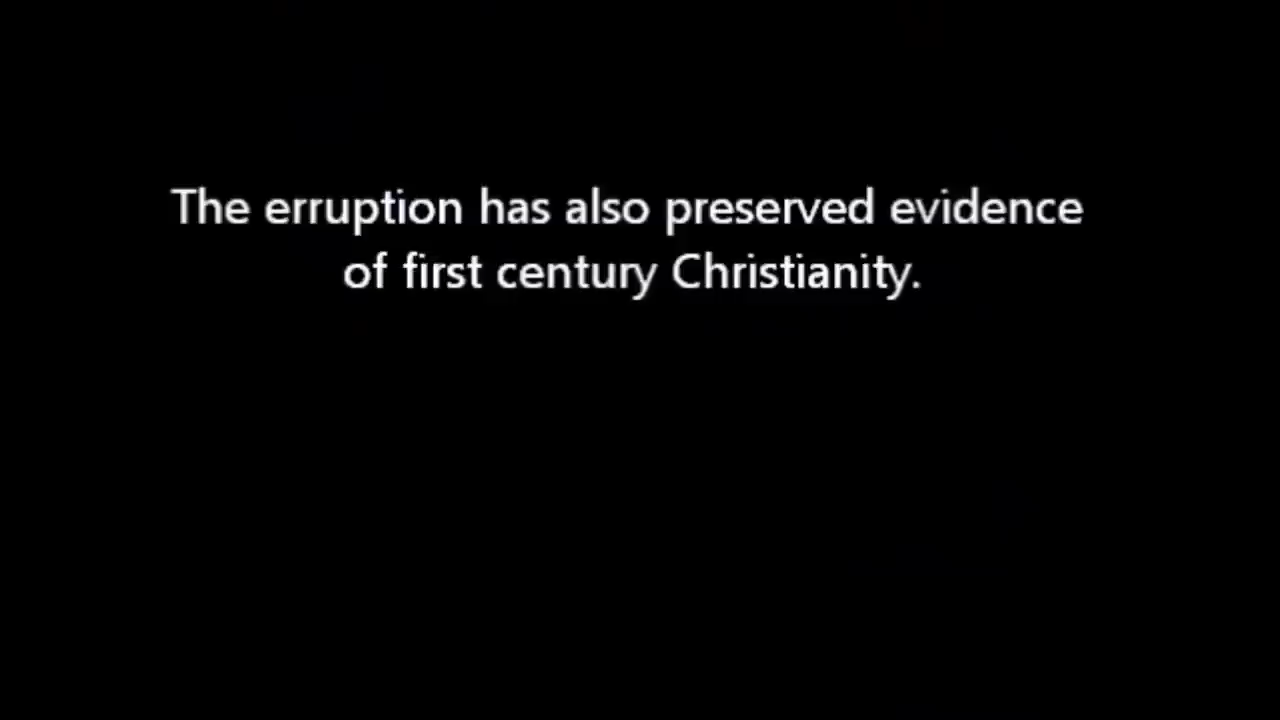 The erruption has also preserved evidence
of first century Christianity.